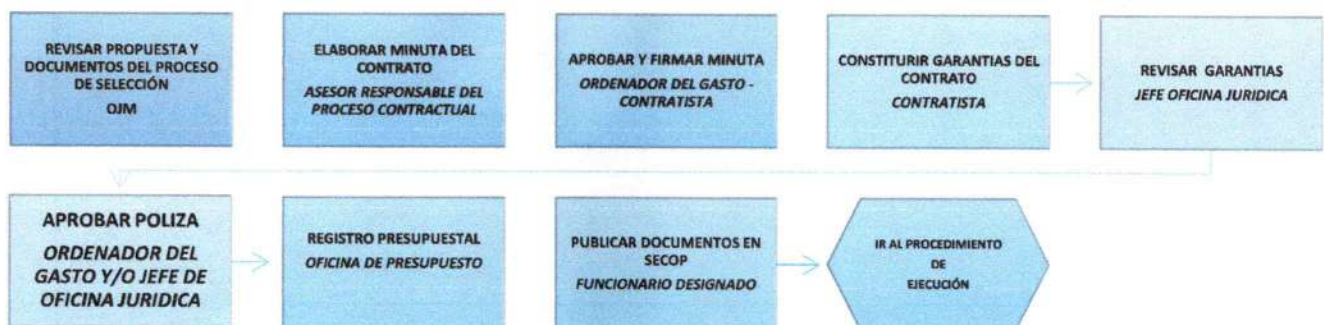 REVISAR PROPUESTA Y
DOCUMENTOS DEL PROCESO
DE SELECCIÓN
OJM
ELABORAR MINUTA DEL
CONTRATO
ASESOR RESPONSABLE DEL
PROCESO CONTRACTUAL
APROBAR Y FIRMAR MINUTA
ORDENADOR DEL GASTO -
CONTRATISTA
CONSTITURIR GARANTIAS DEL
CONTRATO
CONTRATISTA
REVISAR GARANTIAS
JEFE OFICINA JURIDICA
APROBAR POLIZA
ORDENADOR DEL
GASTO Y/O JEFE DE
OFICINA JURIDICA
REGISTRO PRESUPUESTAL
OFICINA DE PRESUPUESTO
PUBLICAR DOCUMENTOS EN
SECOP
FUNCIONARIO DESIGNADO
IR AL PROCEDIMIENTO
DE
EJECUCIÓN